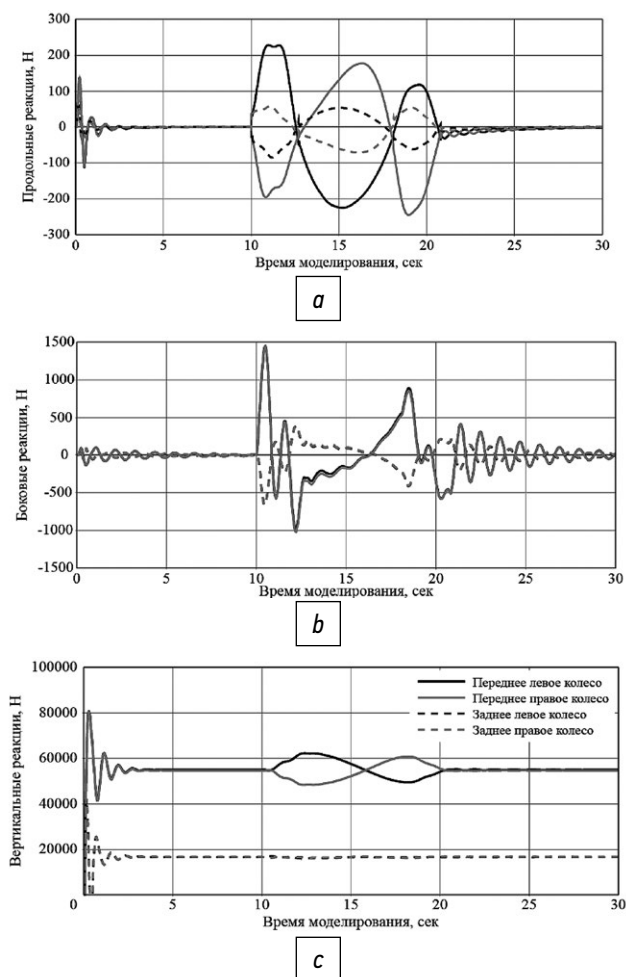 300
200
100
0
-100
-200
-300
Продольные реакции, Н
0 5 10 15 20 25 30
Время моделирования, сек
a
1500
1000
500
0
-500
-1000
-1500
Боковые реакции, Н
0 5 10 15 20 25 30
Время моделирования, сек
b
100000
80000
60000
40000
20000
Вертикальные реакции, Н
Переднее левое колесо
Переднее правое колесо
Заднее левое колесо
Заднее правое колесо
0 5 10 15 20 25 30
Время моделирования, сек
c